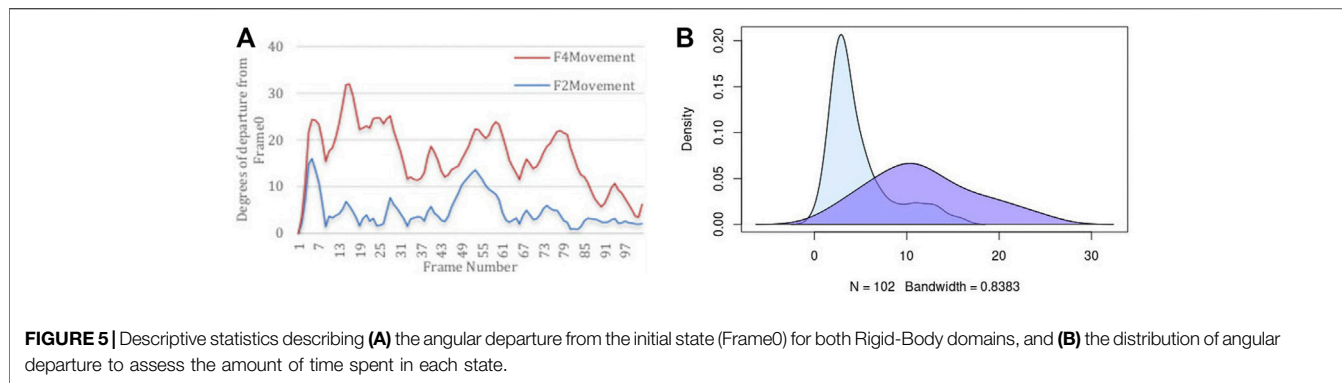 A
40
30
20
10
0
Degrees of departure from
Frame0
F4Movement
F2Movement
1
7
13
19
25
31
37
43
49
55
61
67
73
79
85
91
97
Frame Number
B
0.20
0.15
0.10
0.05
0.00
Density
0
10
20
30
N = 102 Bandwidth = 0.8383
FIGURE 5 | Descriptive statistics describing (A) the angular departure from the initial state (Frame0) for both Rigid-Body domains, and (B) the distribution of angular
departure to assess the amount of time spent in each state.